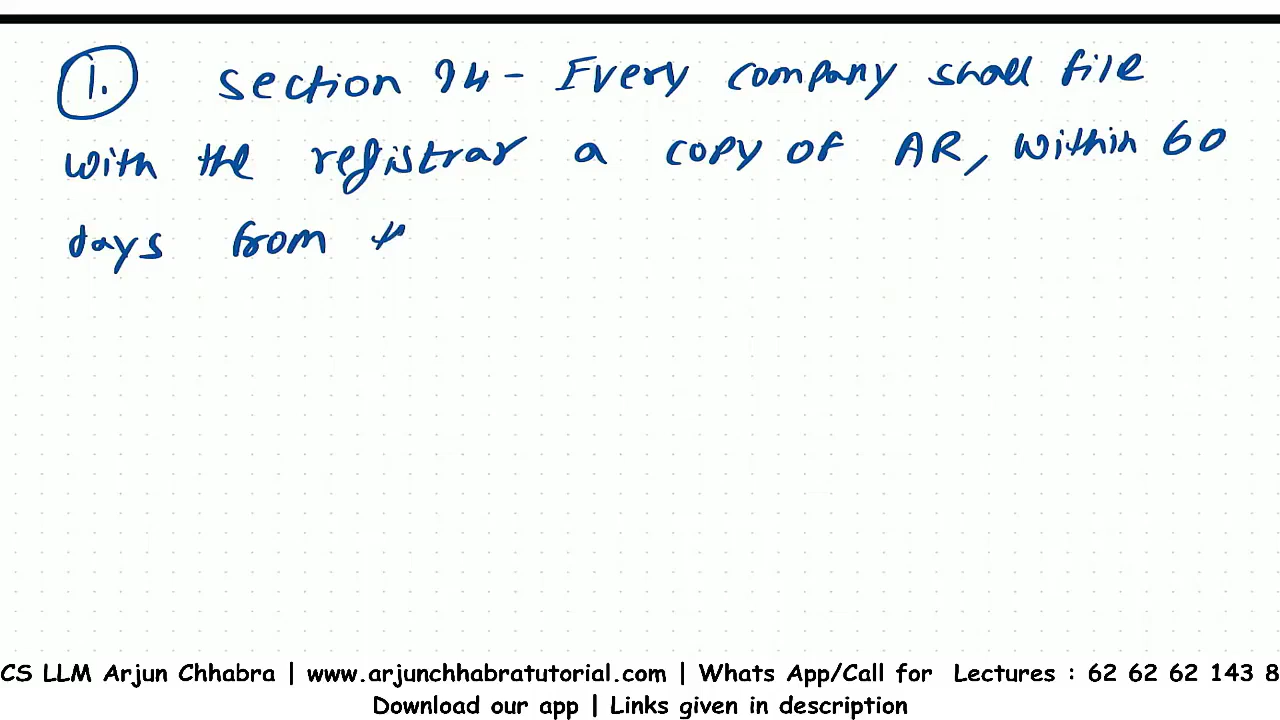 1. Section 94 - Every company shall file
with the registrar a copy of AR, within 60
days from
CS LLM Arjun Chhabra | www.arjunchhabratutorial.com | Whats App/Call for Lectures : 62 62 62 143 8
Download our app | Links given in description